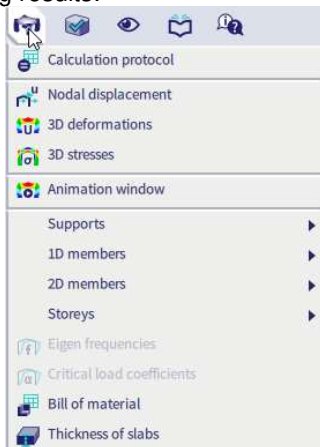 g results.
Calculation protocol
Nodal displacement
3D deformations
3D stresses
Animation window
Supports
1D members
2D members
Storeys
Eigen frequencies
Critical load coefficients
Bill of material
Thickness of slabs